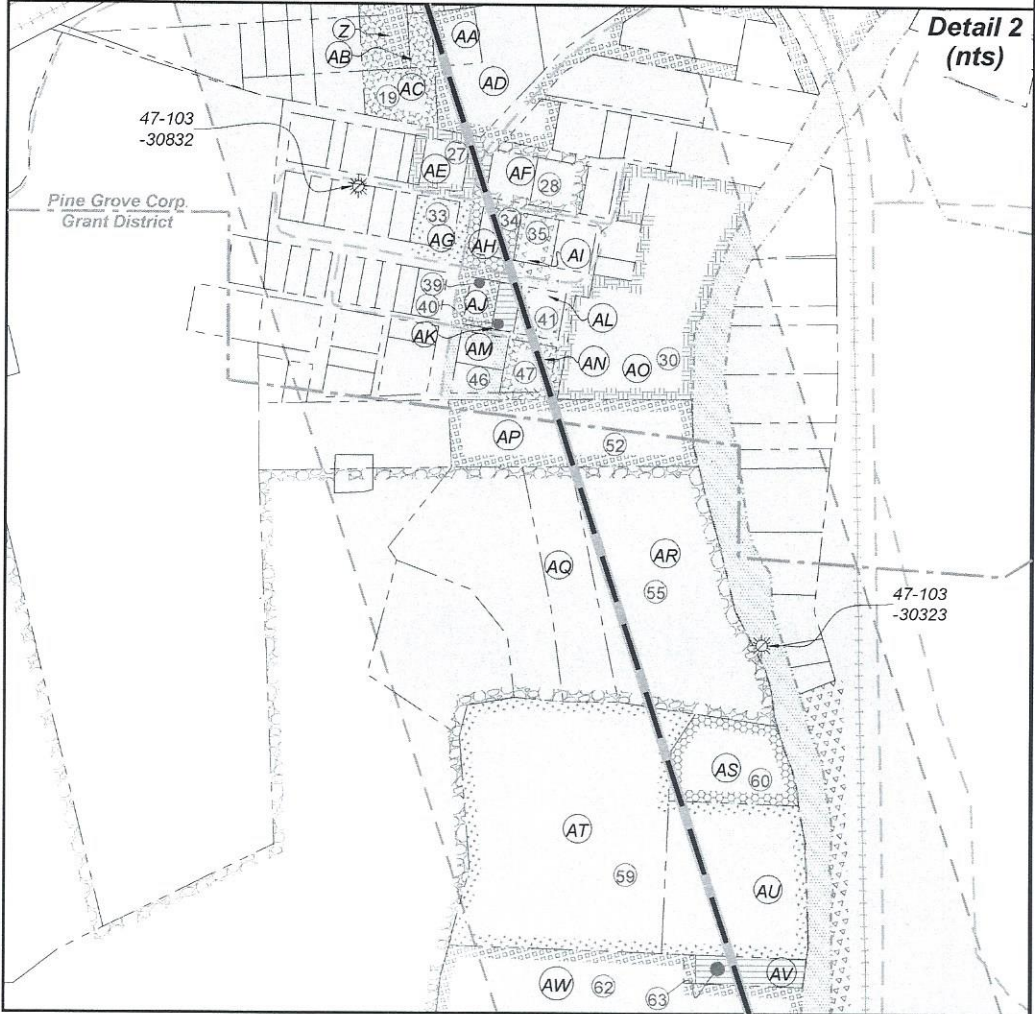 Detail 2
(nts)
Z
AA
AB
AD
AC
19
47-103
-30832
27
AE
AF
28
Pine Grove Corp.
Grant District
33
34
35
AG
AH
AI
39
40
AJ
41
AL
AK
AM
AN
30
AO
46
47
AP
52
AR
AQ
55
47-103
-30323
AS
60
AT
59
AU
AV
AW
62
63